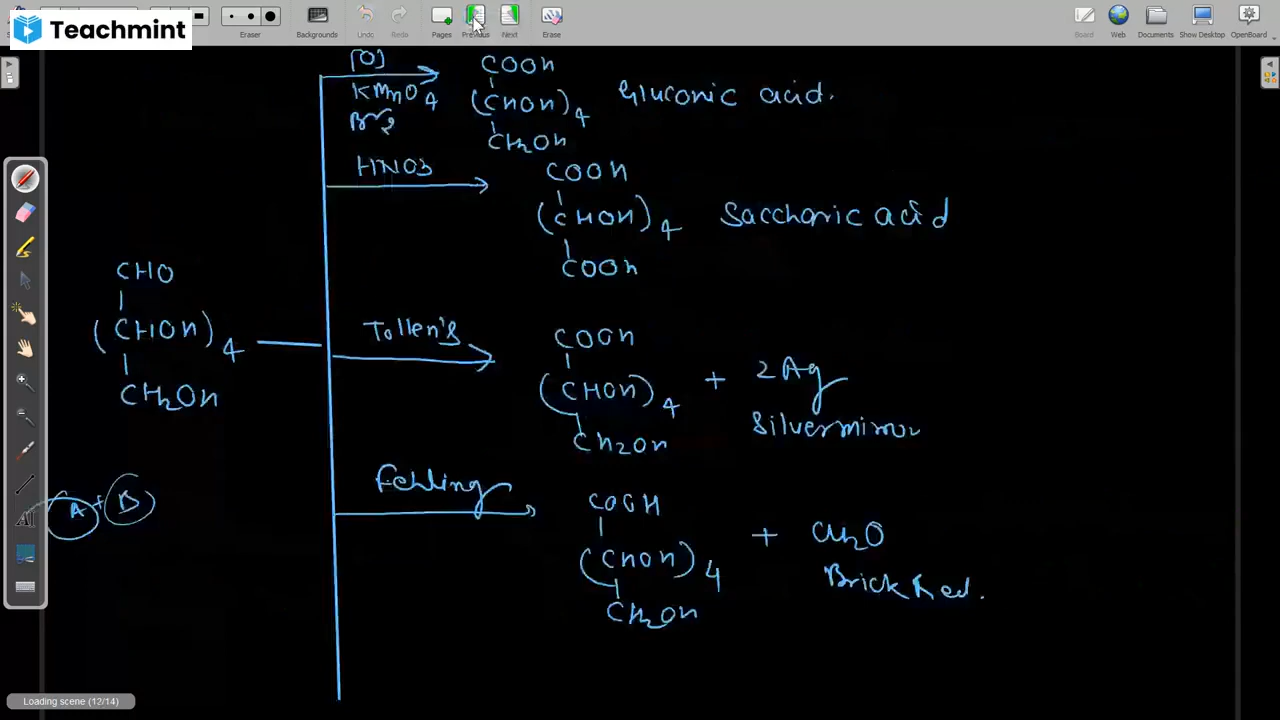 Teachmint
Eraser
Backgrounds
Undo
Redo
Pages
Previous
Next
Erase
Board
Web
Documents
Show Desktop
OpenBoard
[O]
KMnO4
Br2
COOH
(CHOH)4
CH2OH
Gluconic acid.
HNO3
COOH
(CHOH)4
COOH
Saccharic acid
CHO
(CHOH)4
CH2OH
Tollen's
COOH
(CHOH)4
CH2OH
+ 2Ag
Silvermirror
A + B
Fehling
COOH
(CHOH)4
CH2OH
+ Cu2O
Brick Red.
Loading scene (12/14)